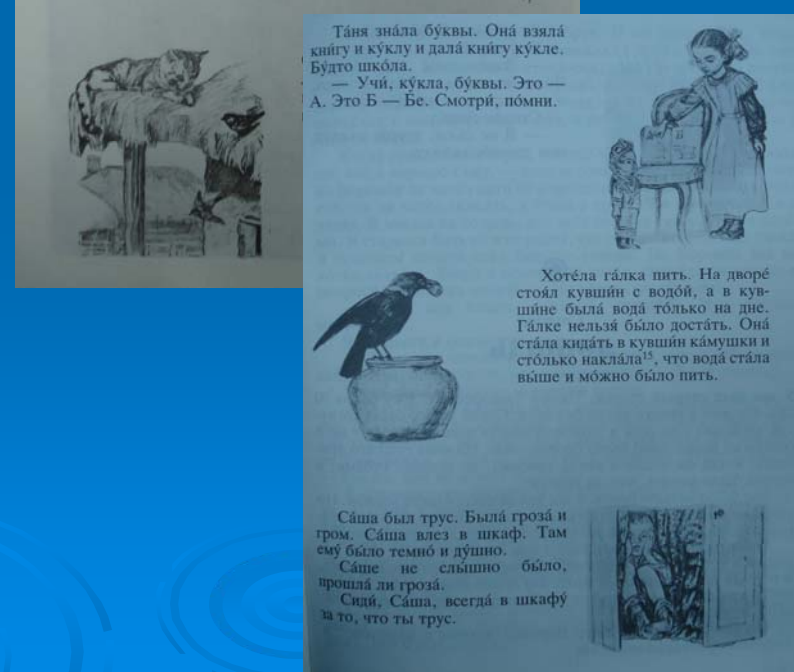 Та́ня зна́ла бу́квы. Она́ взяла́
кни́гу и ку́клу и дала́ кни́гу ку́кле.
Бу́дто шко́ла.
— Учи́, ку́кла, бу́квы. Это —
А. Это Б — Бе. Смотри́, по́мни.
Хоте́ла га́лка пить. На дворе́
стоя́л кувши́н с водо́й, а в кув-
ши́не была́ вода́ то́лько на дне.
Га́лке нельзя́ бы́ло доста́ть. Она́
ста́ла кида́ть в кувши́н ка́мушки и
сто́лько накла́ла¹⁵, что вода́ ста́ла
вы́ше и мо́жно бы́ло пить.
Са́ша был трус. Была́ гроза́ и
гром. Са́ша влез в шкаф. Там
ему́ бы́ло темно́ и ду́шно.
Са́ше не слы́шно бы́ло,
прошла́ ли гроза́.
Сиди́, Са́ша, всегда́ в шкафу́
за то, что ты трус.